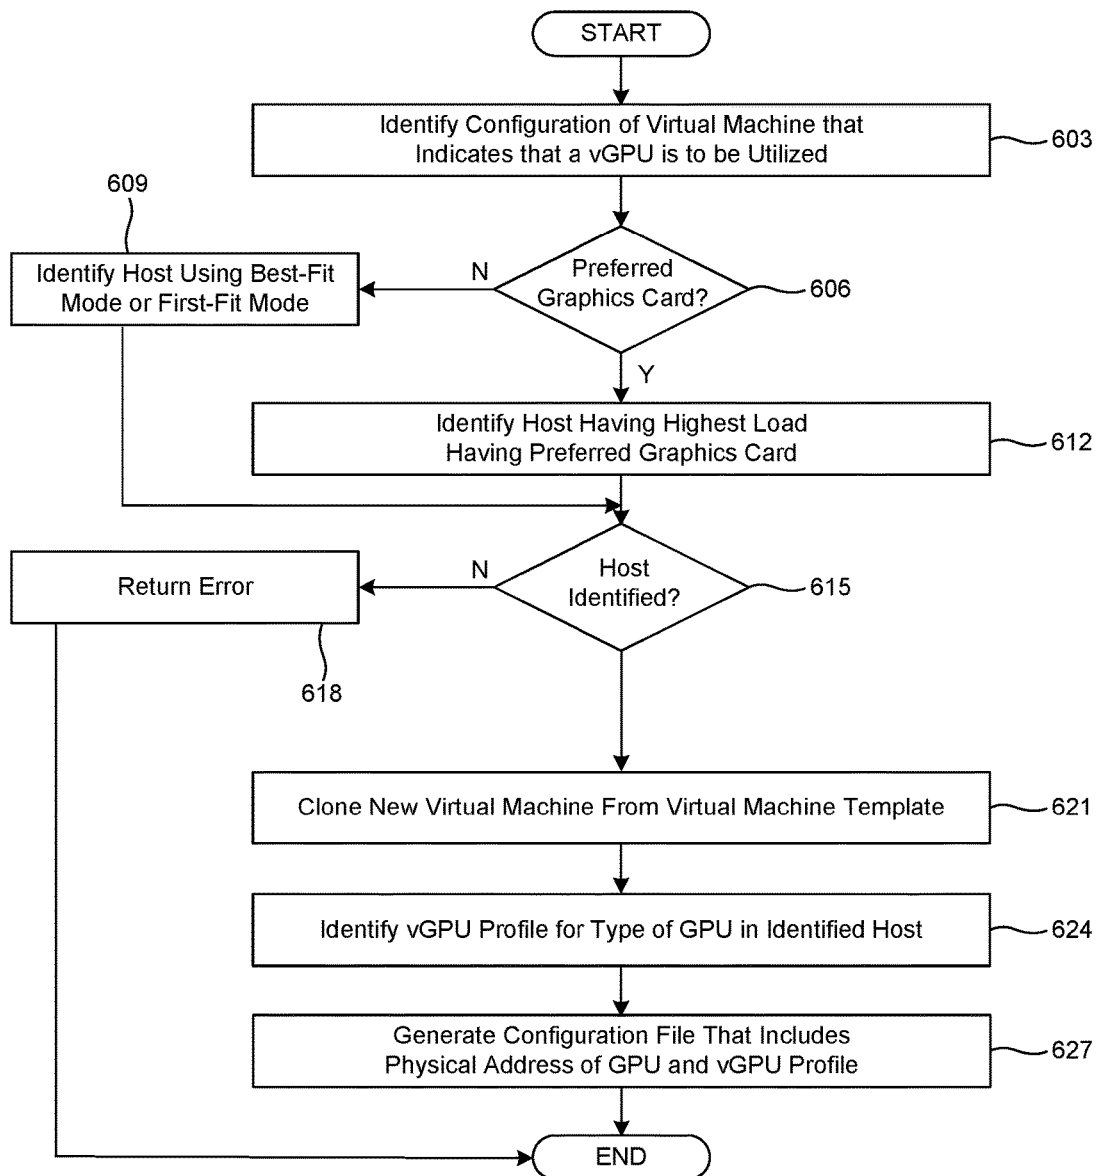 START
Identify Configuration of Virtual Machine that
Indicates that a vGPU is to be Utilized
603
609
Identify Host Using Best-Fit
Mode or First-Fit Mode
N
Preferred
Graphics Card?
606
Y
Identify Host Having Highest Load
Having Preferred Graphics Card
612
Return Error
N
Host
Identified?
615
618
Clone New Virtual Machine From Virtual Machine Template
621
Identify vGPU Profile for Type of GPU in Identified Host
624
Generate Configuration File That Includes
Physical Address of GPU and vGPU Profile
627
END